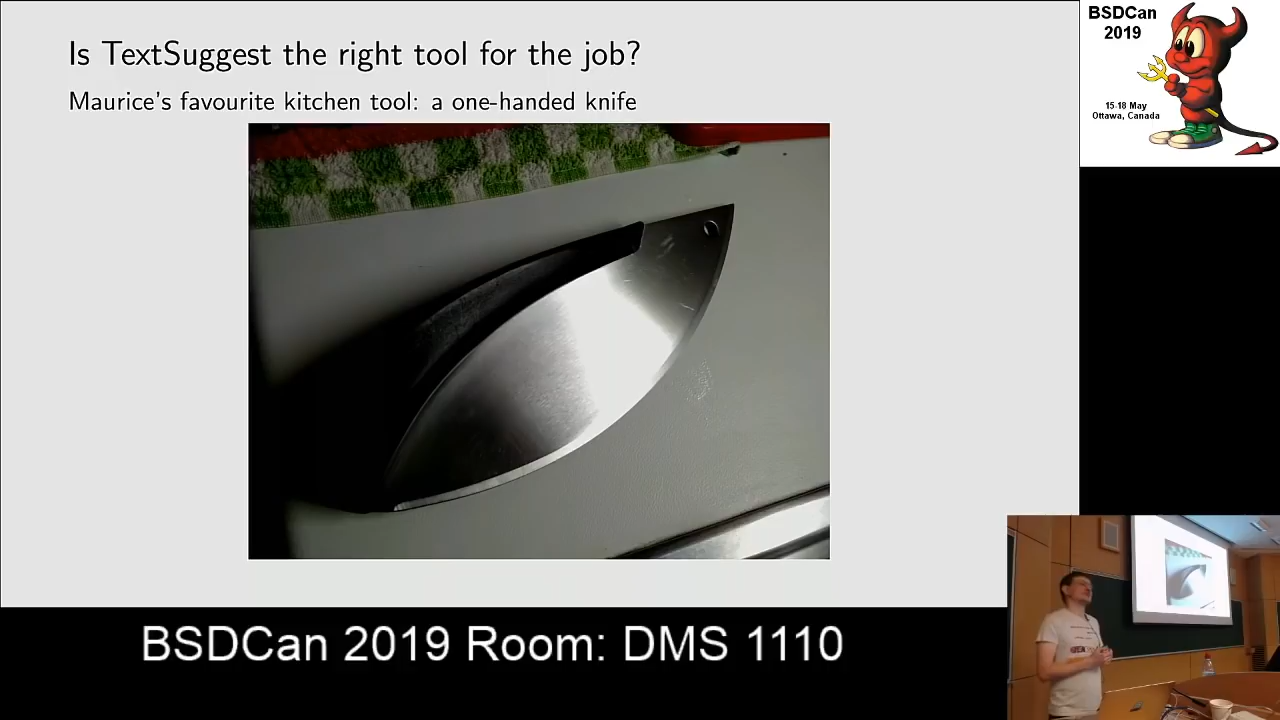 Is TextSuggest the right tool for the job?
Maurice's favourite kitchen tool: a one-handed knife
BSDCan
2019
15-18 May
Ottawa, Canada
BSDCan 2019 Room: DMS 1110